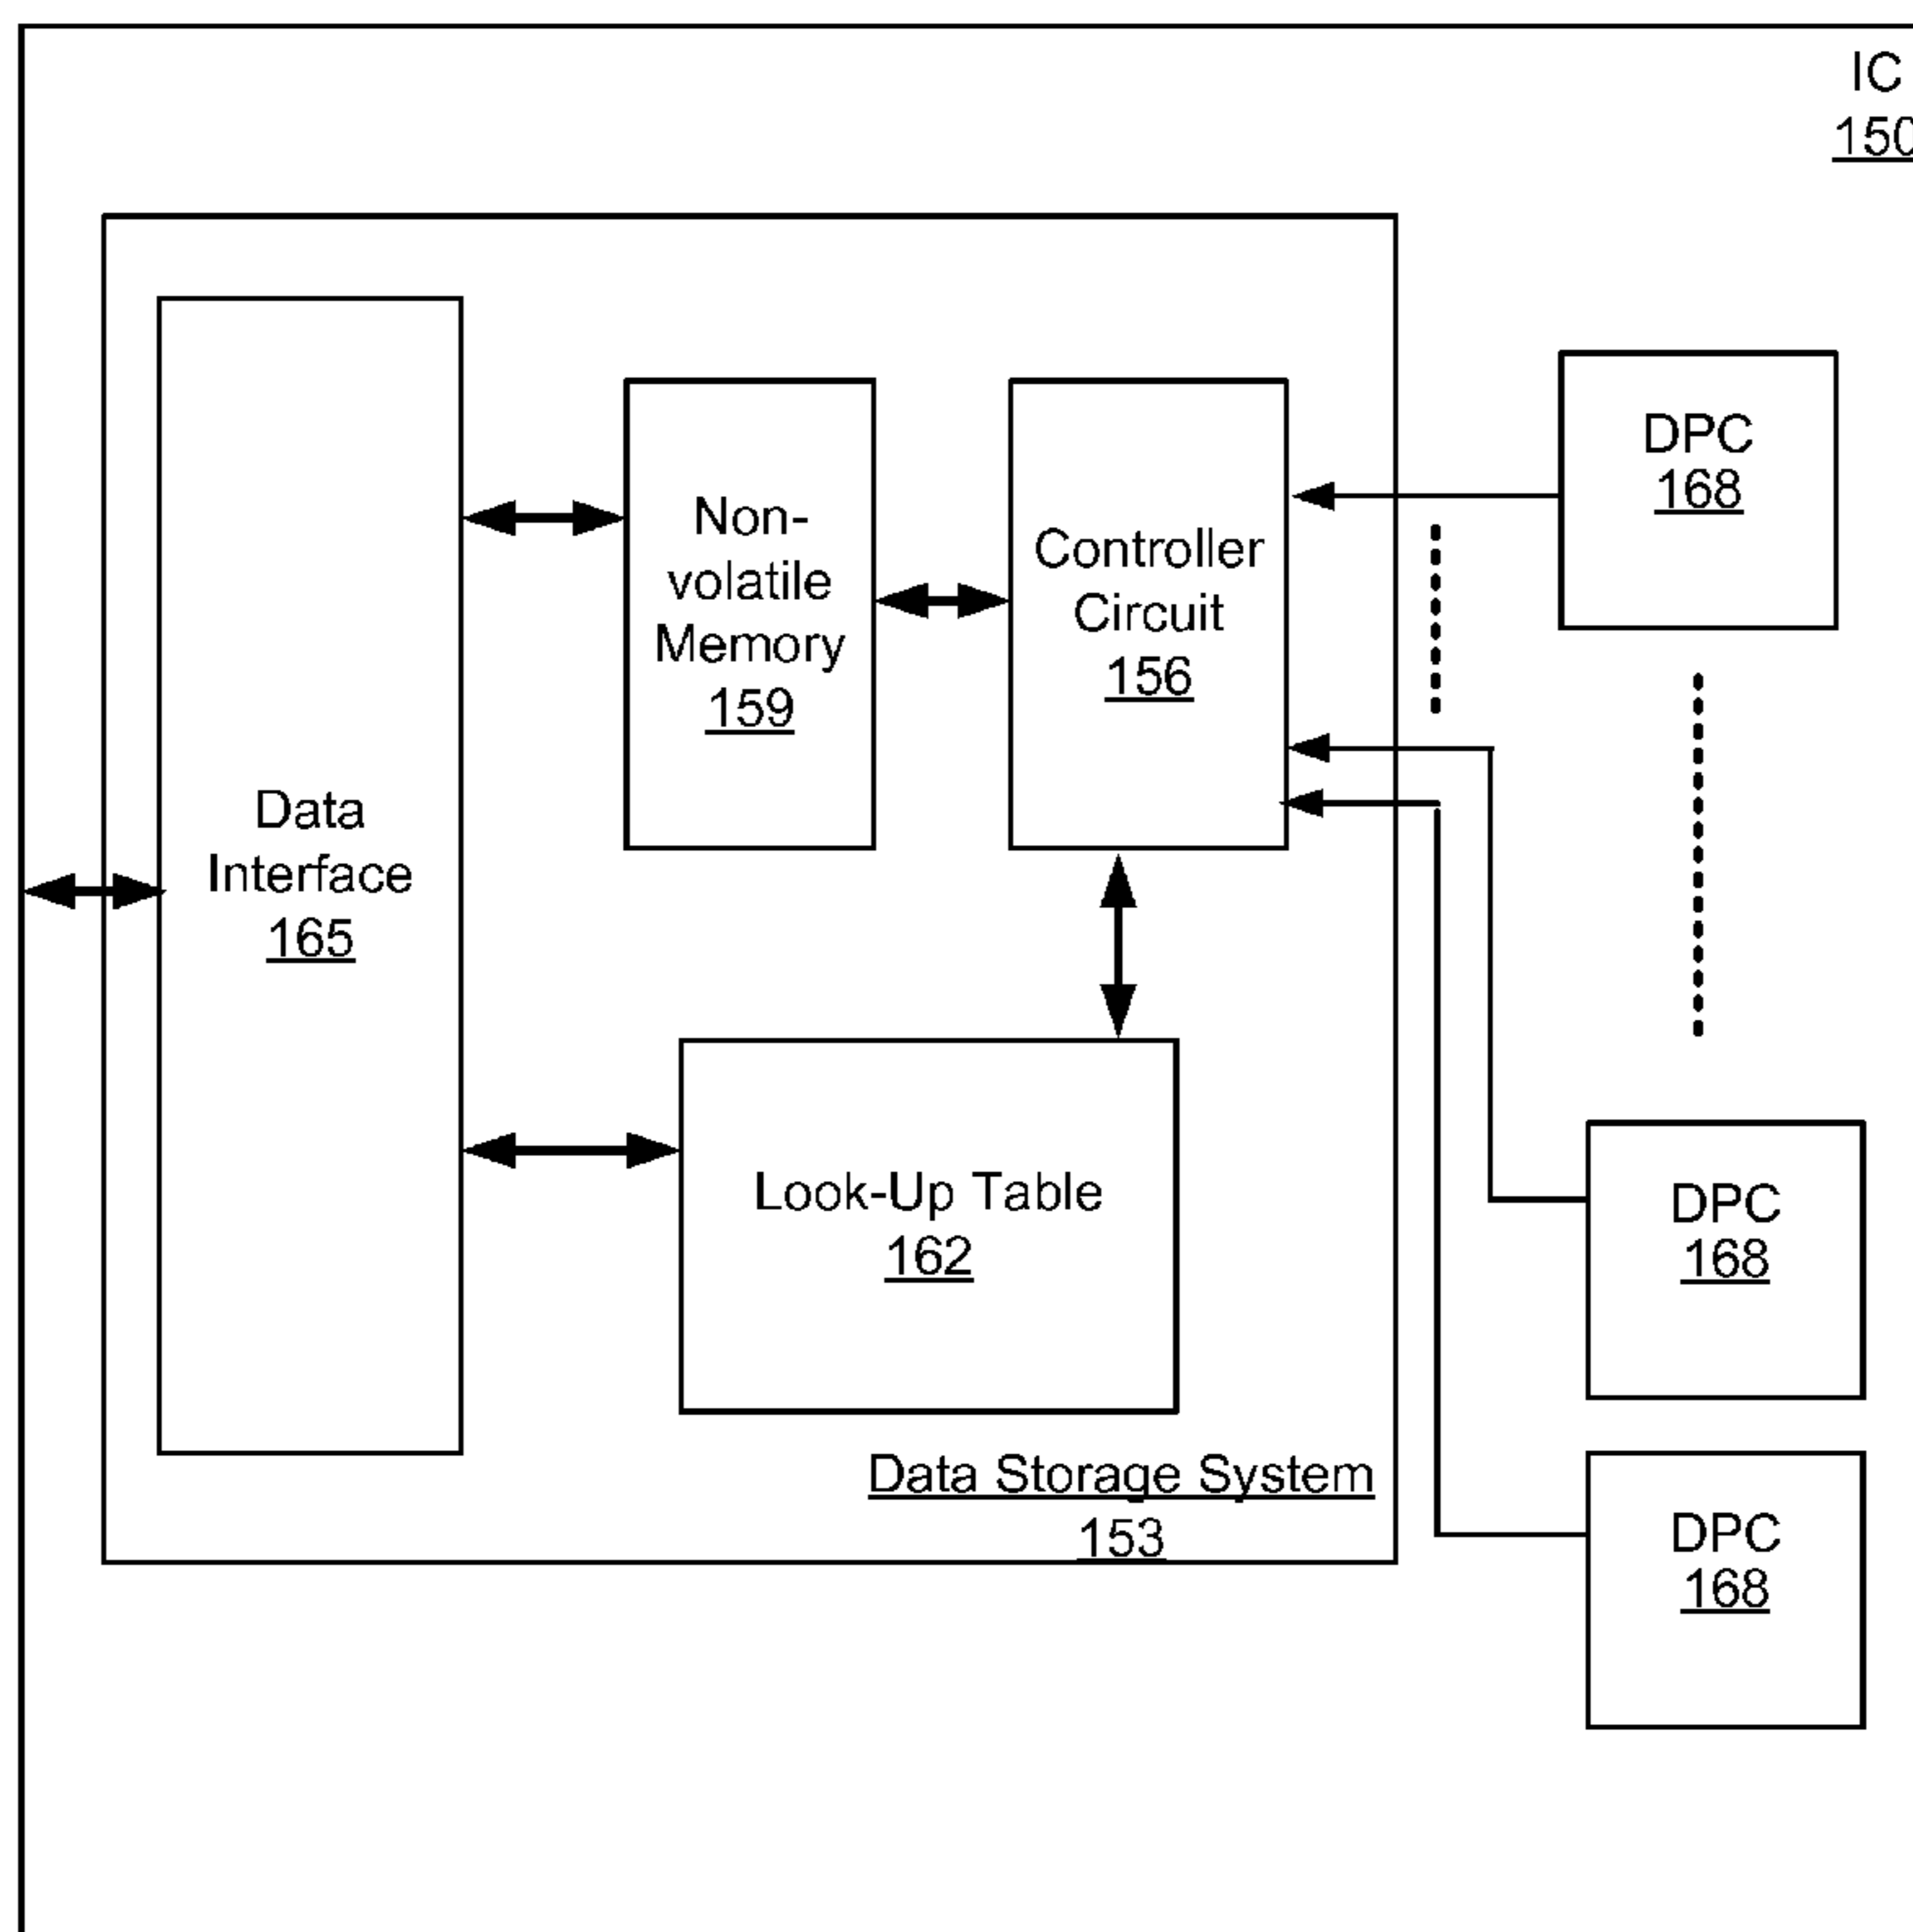 IC
150
DPC
168
Non-
volatile
Memory
159
Controller
Circuit
156
Data
Interface
165
Look-Up Table
162
DPC
168
Data Storage System
153
DPC
168